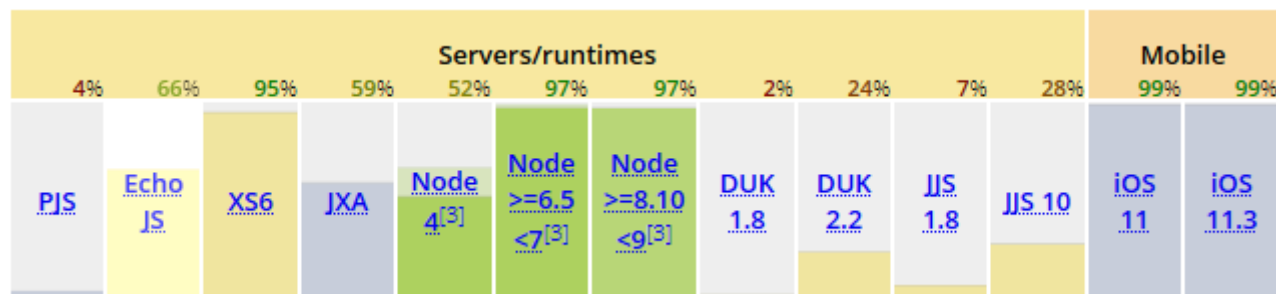 Servers/runtimes Mobile
4% 66% 95% 59% 52% 97% 97% 2% 24% 7% 28% 99% 99%
PJS
Echo
JS
XS6
JXA
Node
4[3]
Node
>=6.5
<7[3]
Node
>=8.10
<9[3]
DUK
1.8
DUK
2.2
JJS
1.8
JJS 10
iOS
11
iOS
11.3